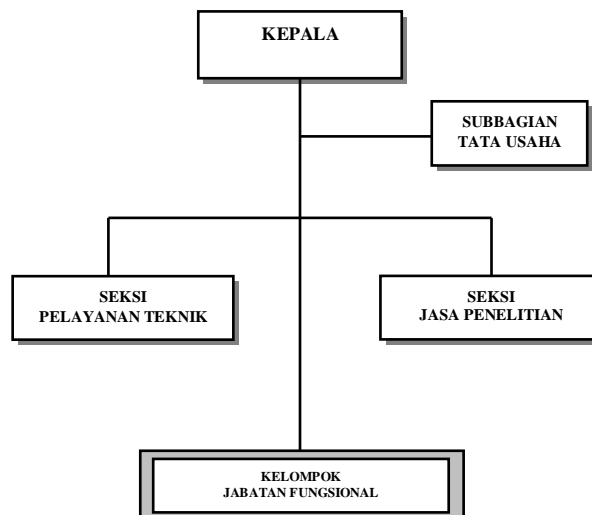 KEPALA
SUBBAGIAN
TATA USAHA
SEKSI
PELAYANAN TEKNIK
SEKSI
JASA PENELITIAN
KELOMPOK
JABATAN FUNGSIONAL